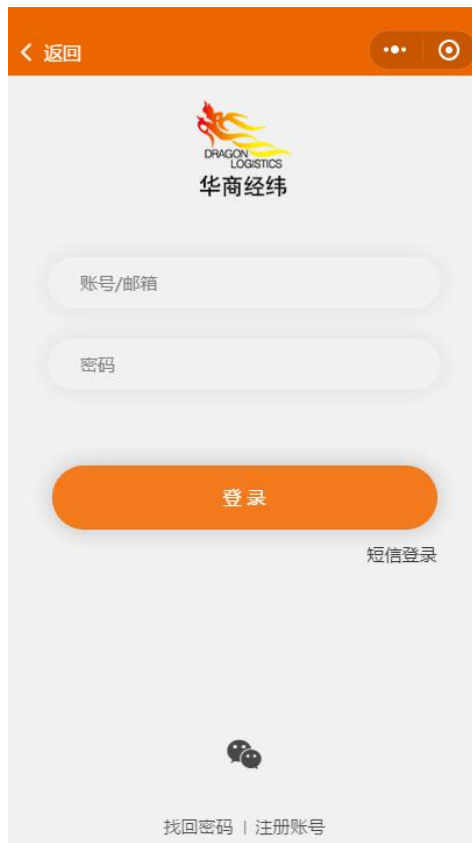 返回
DRAGON
LOGISTICS
华商经纬
账号/邮箱
密码
登录
短信登录
找回密码 | 注册账号